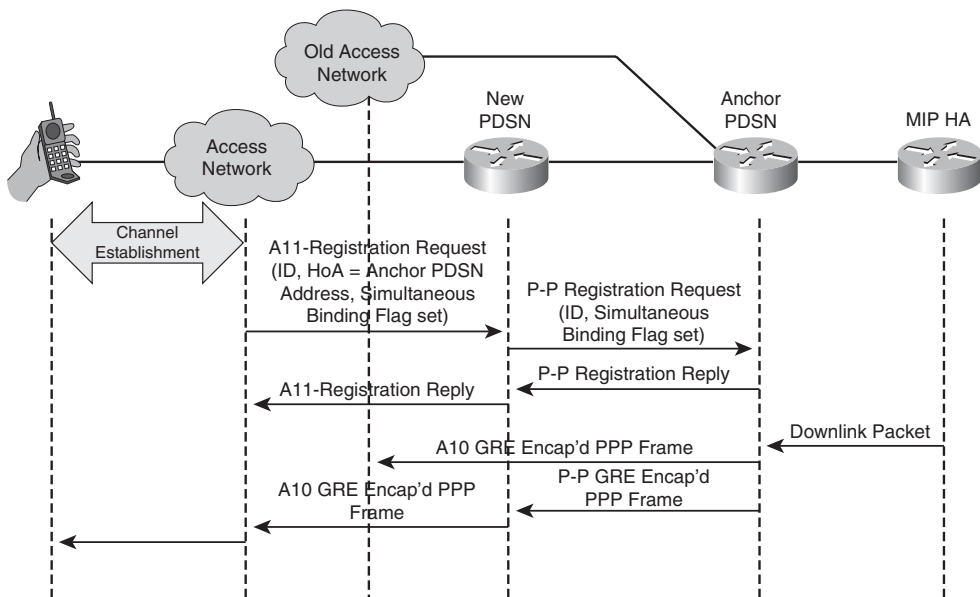 Old Access
Network
New
PDSN
Anchor
PDSN
MIP HA
Access
Network
Channel
Establishment
A11-Registration Request
(ID, HoA = Anchor PDSN
Address, Simultaneous
Binding Flag set)
P-P Registration Request
(ID, Simultaneous
Binding Flag set)
P-P Registration Reply
A11-Registration Reply
Downlink Packet
A10 GRE Encap'd PPP Frame
P-P GRE Encap'd
PPP Frame
A10 GRE Encap'd PPP
Frame